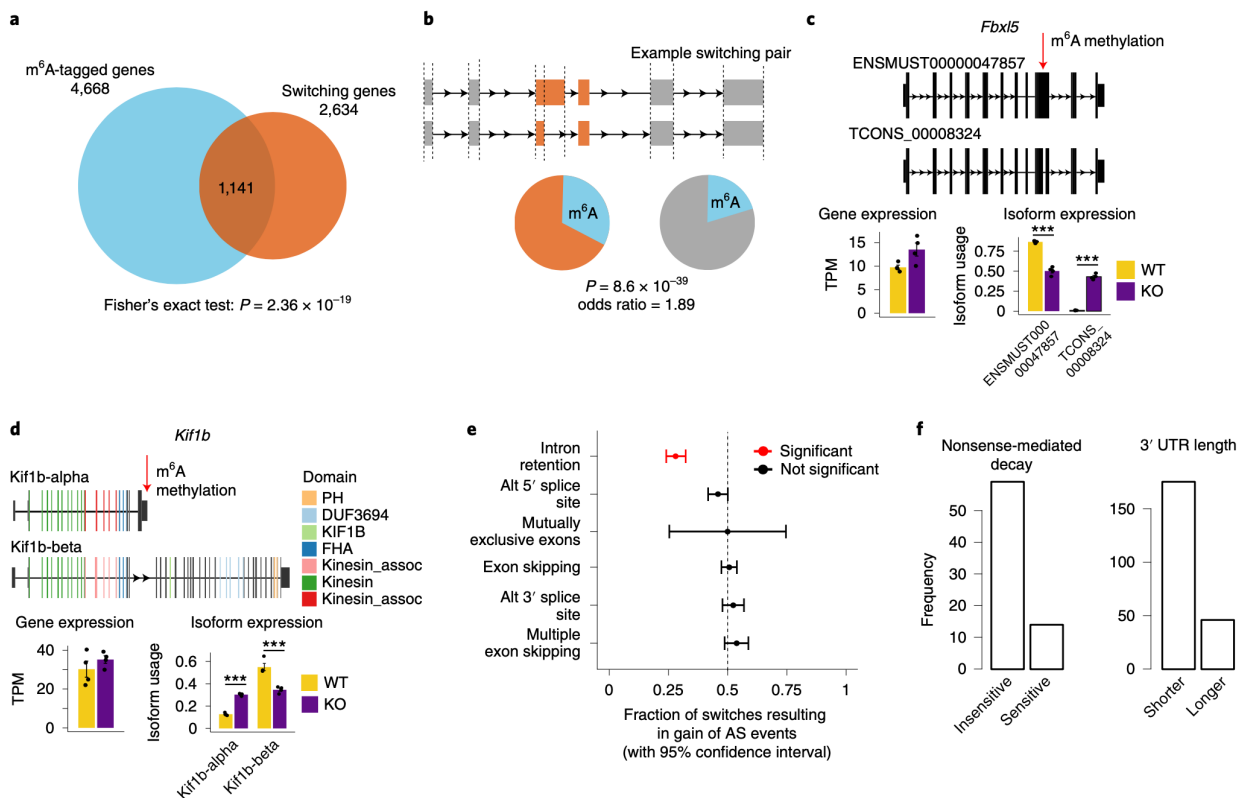 a
m⁶A-tagged genes
4,668
Switching genes
2,634
1,141
Fisher's exact test: P = 2.36 × 10⁻¹⁹
b
Example switching pair
m⁶A
m⁶A
P = 8.6 × 10⁻³⁹
odds ratio = 1.89
c
Fbxl5
m⁶A methylation
ENSMUST00000047857
TCONS_00008324
Gene expression
TPM
15
10
5
0
Isoform expression
Isoform usage
0.75
0.50
0.25
0
***
***
ENSMUST000
00047857
TCONS_
00008324
WT
KO
d
Kif1b
Kif1b-alpha
m⁶A
methylation
Kif1b-beta
Domain
PH
DUF3694
KIF1B
FHA
Kinesin_assoc
Kinesin
Kinesin_assoc
Gene expression
TPM
40
20
0
Isoform expression
Isoform usage
0.6
0.4
0.2
0
***
***
Kif1b-alpha
Kif1b-beta
WT
KO
e
Intron
retention
Alt 5′ splice
site
Mutually
exclusive exons
Exon skipping
Alt 3′ splice
site
Multiple
exon skipping
Significant
Not significant
0
0.25
0.5
0.75
1
Fraction of switches resulting
in gain of AS events
(with 95% confidence interval)
f
Nonsense-mediated
decay
Frequency
50
40
30
20
10
0
Insensitive
Sensitive
3′ UTR length
150
100
50
0
Shorter
Longer